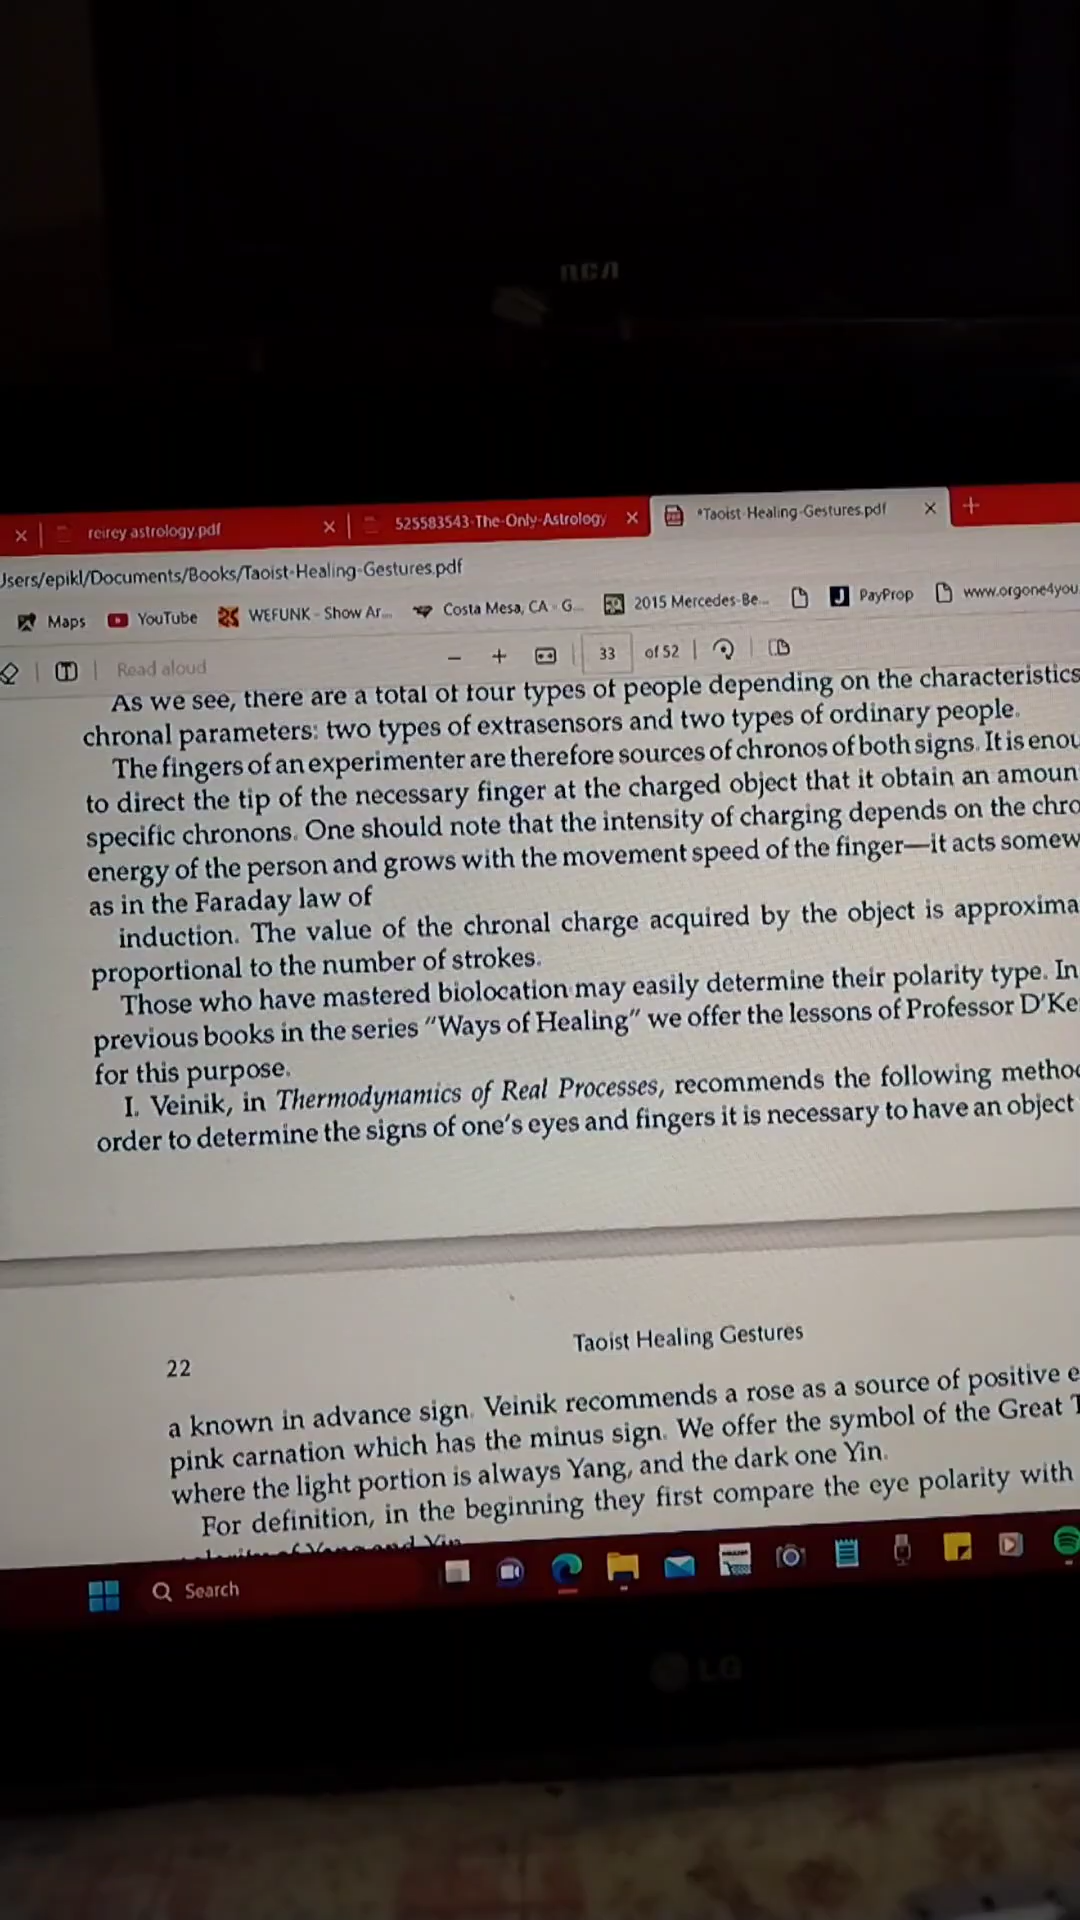 RCA
reirey astrology.pdf
525583543-The-Only-Astrology
*Taoist-Healing-Gestures.pdf
Jsers/epikl/Documents/Books/Taoist-Healing-Gestures.pdf
Maps YouTube WEFUNK - Show Ar... Costa Mesa, CA - G... 2015 Mercedes-Be... PayProp www.orgone4you
Read aloud 33 of 52
As we see, there are a total of four types of people depending on the characteristics
chronal parameters: two types of extrasensors and two types of ordinary people.
The fingers of an experimenter are therefore sources of chronos of both signs. It is enou
to direct the tip of the necessary finger at the charged object that it obtain an amoun
specific chronons. One should note that the intensity of charging depends on the chro
energy of the person and grows with the movement speed of the finger—it acts somew
as in the Faraday law of
induction. The value of the chronal charge acquired by the object is approxima
proportional to the number of strokes.
Those who have mastered biolocation may easily determine their polarity type. In
previous books in the series "Ways of Healing" we offer the lessons of Professor D'Ke
for this purpose.
I. Veinik, in Thermodynamics of Real Processes, recommends the following metho
order to determine the signs of one's eyes and fingers it is necessary to have an object
22
Taoist Healing Gestures
a known in advance sign. Veinik recommends a rose as a source of positive e
pink carnation which has the minus sign. We offer the symbol of the Great T
where the light portion is always Yang, and the dark one Yin.
For definition, in the beginning they first compare the eye polarity with
of Yang and Yin
Search
LG